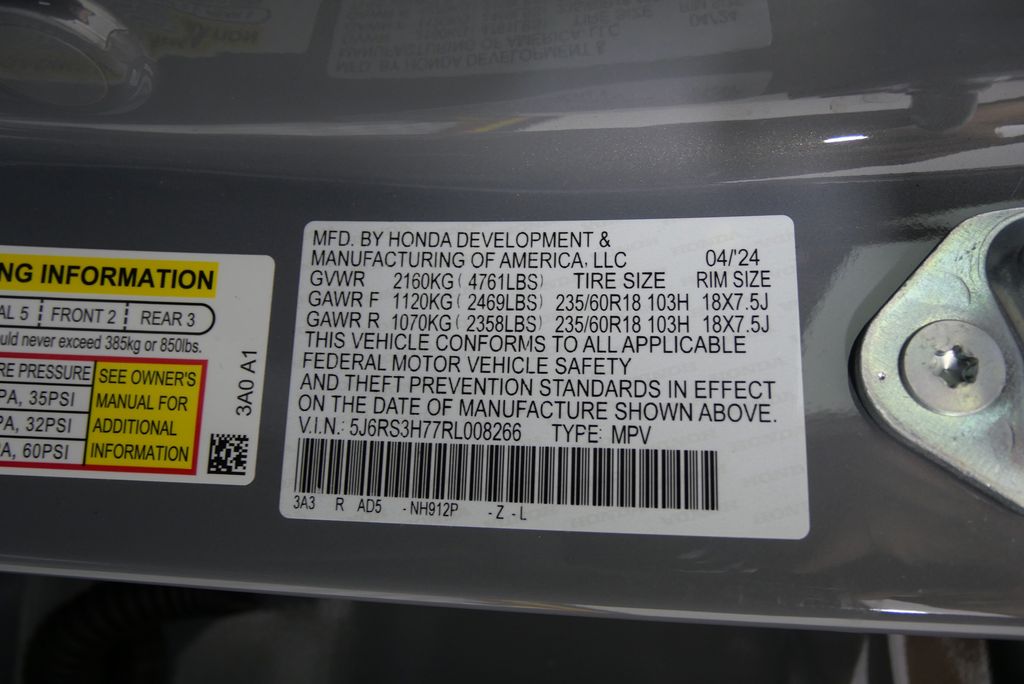 NG INFORMATION
AL 5 FRONT 2 REAR 3
ould never exceed 385kg or 850lbs.
RE PRESSURE
PA, 35PSI
PA, 32PSI
PA, 60PSI
SEE OWNER'S
MANUAL FOR
ADDITIONAL
INFORMATION
3A0 A1
MFD. BY HONDA DEVELOPMENT &
MANUFACTURING OF AMERICA, LLC 04/'24
GVWR 2160KG ( 4761LBS) TIRE SIZE RIM SIZE
GAWR F 1120KG ( 2469LBS) 235/60R18 103H 18X7.5J
GAWR R 1070KG ( 2358LBS) 235/60R18 103H 18X7.5J
THIS VEHICLE CONFORMS TO ALL APPLICABLE
FEDERAL MOTOR VEHICLE SAFETY
AND THEFT PREVENTION STANDARDS IN EFFECT
ON THE DATE OF MANUFACTURE SHOWN ABOVE.
V.I.N.: 5J6RS3H77RL008266 TYPE: MPV
3A3 R AD5 - NH912P - Z - L